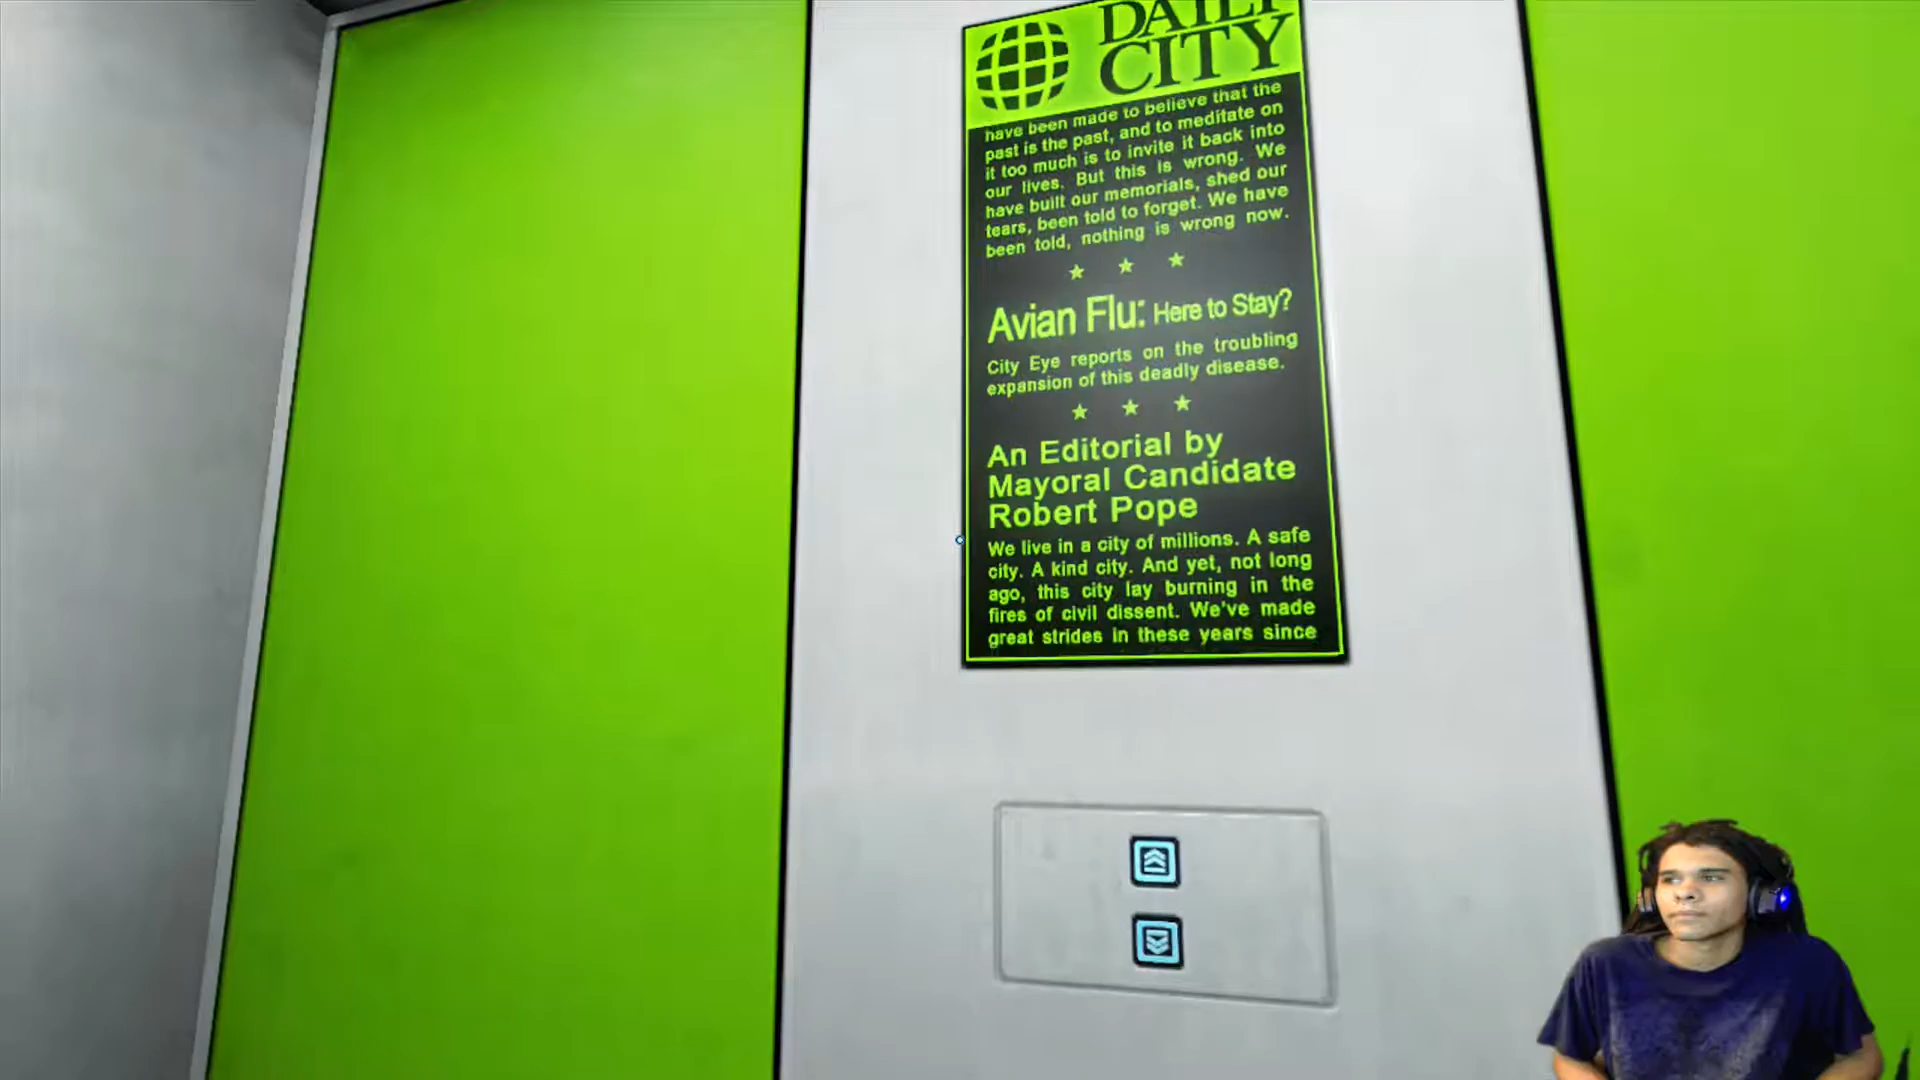 DAILY
CITY
have been made to believe that the
past is the past, and to meditate on
it too much is to invite it back into
our lives. But this is wrong. We
have built our memorials, shed our
tears, been told to forget. We have
been told, nothing is wrong now.
Avian Flu: Here to Stay?
City Eye reports on the troubling
expansion of this deadly disease.
An Editorial by
Mayoral Candidate
Robert Pope
We live in a city of millions. A safe
city. A kind city. And yet, not long
ago, this city lay burning in the
fires of civil dissent. We've made
great strides in these years since